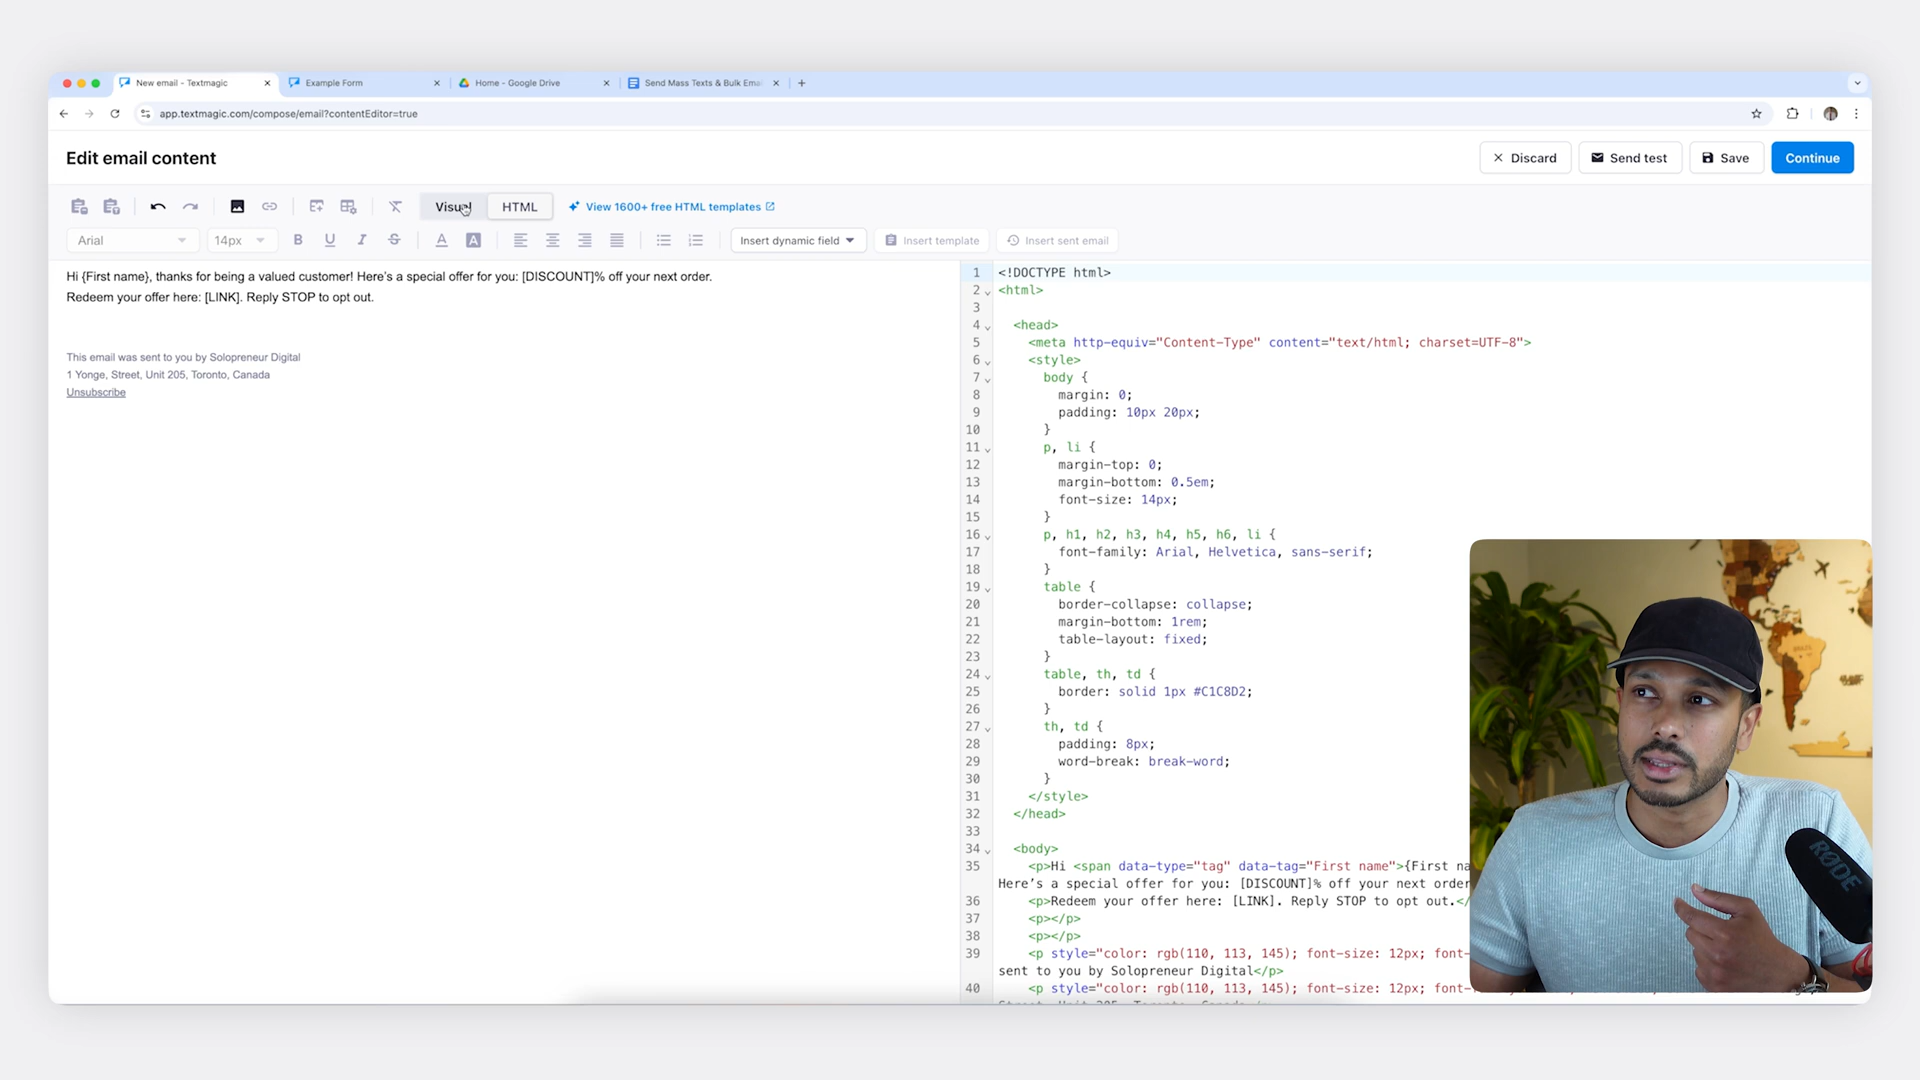 New email - Textmagic
Example Form
Home - Google Drive
Send Mass Texts & Bulk Emai
app.textmagic.com/compose/email?contentEditor=true
Edit email content
Discard
Send test
Save
Continue
Visual
HTML
View 1600+ free HTML templates
Arial
14px
B
U
I
S
A
A
Insert dynamic field
Insert template
Insert sent email
Hi {First name}, thanks for being a valued customer! Here's a special offer for you: [DISCOUNT]% off your next order.
Redeem your offer here: [LINK]. Reply STOP to opt out.
This email was sent to you by Solopreneur Digital
1 Yonge, Street, Unit 205, Toronto, Canada
Unsubscribe
1 <!DOCTYPE html>
2 <html>
3
4 <head>
5 <meta http-equiv="Content-Type" content="text/html; charset=UTF-8">
6 <style>
7 body {
8 margin: 0;
9 padding: 10px 20px;
10 }
11 p, li {
12 margin-top: 0;
13 margin-bottom: 0.5em;
14 font-size: 14px;
15 }
16 p, h1, h2, h3, h4, h5, h6, li {
17 font-family: Arial, Helvetica, sans-serif;
18 }
19 table {
20 border-collapse: collapse;
21 margin-bottom: 1rem;
22 table-layout: fixed;
23 }
24 table, th, td {
25 border: solid 1px #C1C8D2;
26 }
27 th, td {
28 padding: 8px;
29 word-break: break-word;
30 }
31 </style>
32 </head>
33
34 <body>
35 <p>Hi <span data-type="tag" data-tag="First name">{First na
Here's a special offer for you: [DISCOUNT]% off your next order
36 <p>Redeem your offer here: [LINK]. Reply STOP to opt out.</
37 <p></p>
38 <p></p>
39 <p style="color: rgb(110, 113, 145); font-size: 12px; font-
sent to you by Solopreneur Digital</p>
40 <p style="color: rgb(110, 113, 145); font-size: 12px; font-
BRAZIL
RØDE